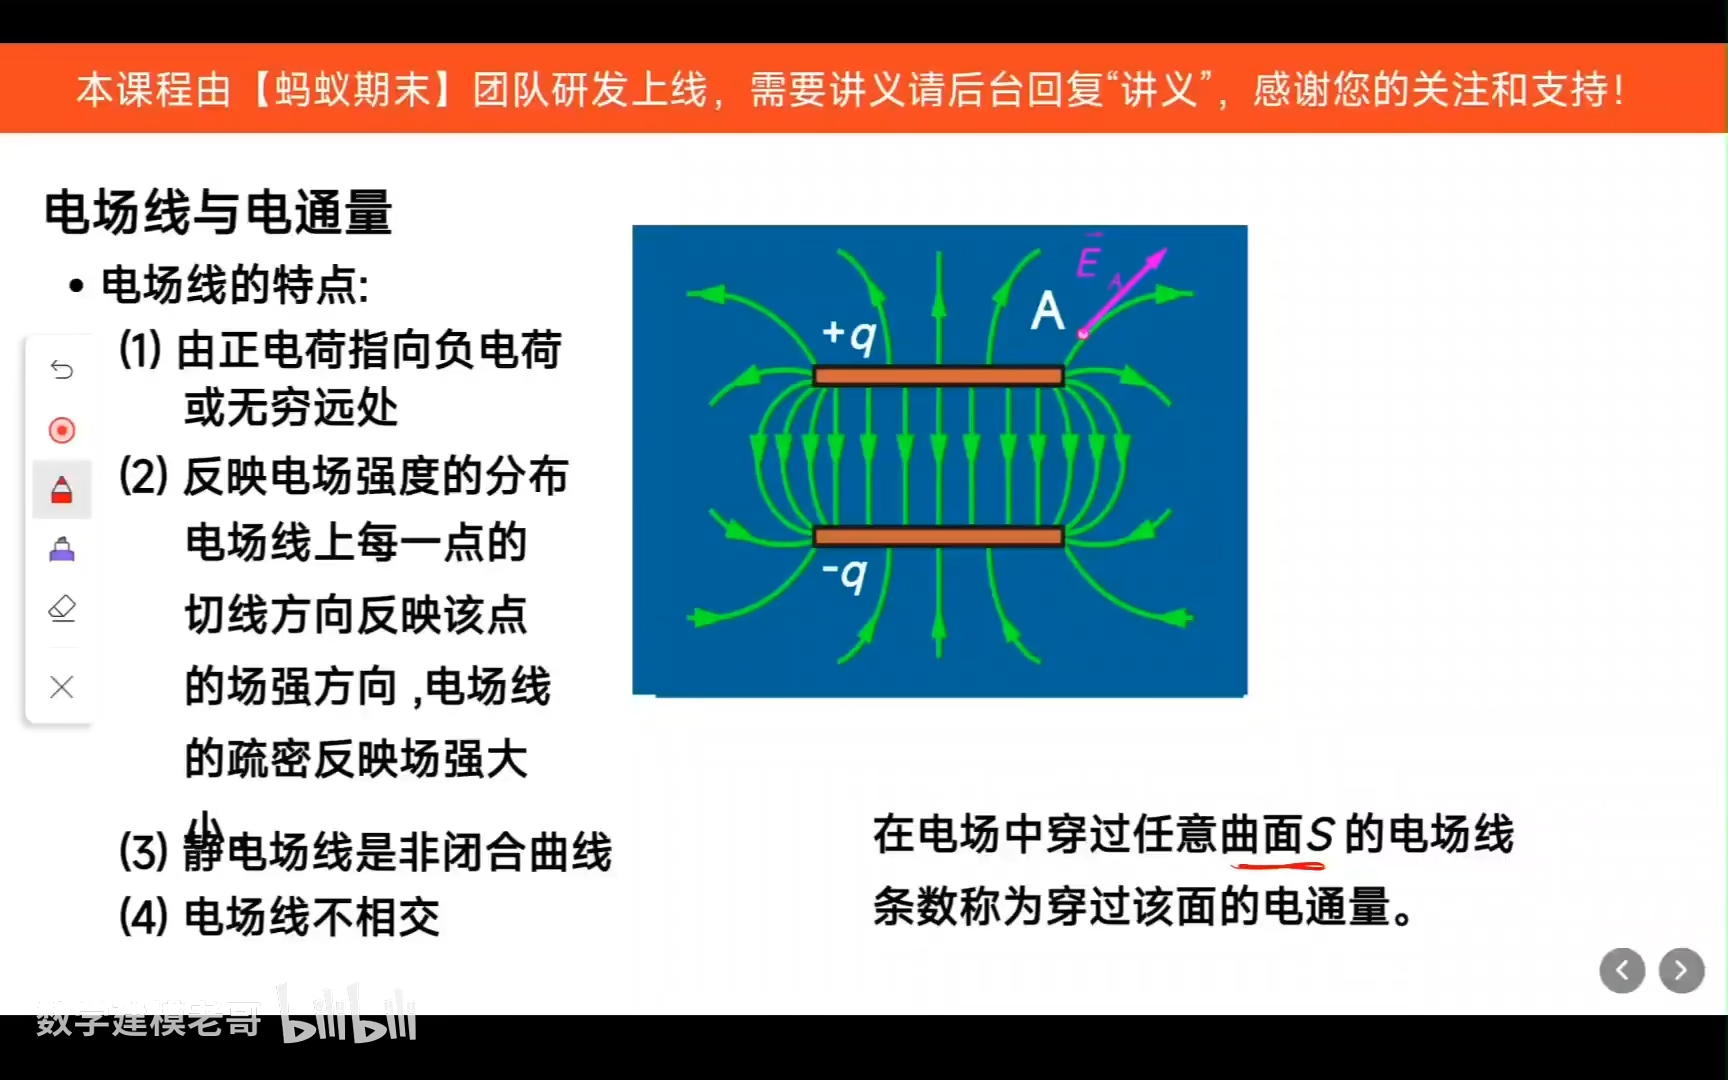 本课程由【蚂蚁期末】团队研发上线，需要讲义请后台回复“讲义”，感谢您的关注和支持！
电场线与电通量
• 电场线的特点:
(1) 由正电荷指向负电荷
或无穷远处
(2) 反映电场强度的分布
电场线上每一点的
切线方向反映该点
的场强方向 ,电场线
的疏密反映场强大
小
(3) 静电场线是非闭合曲线
(4) 电场线不相交
E A
A
+q
-q
在电场中穿过任意曲面S 的电场线
条数称为穿过该面的电通量。
数学建模老哥 bilibili